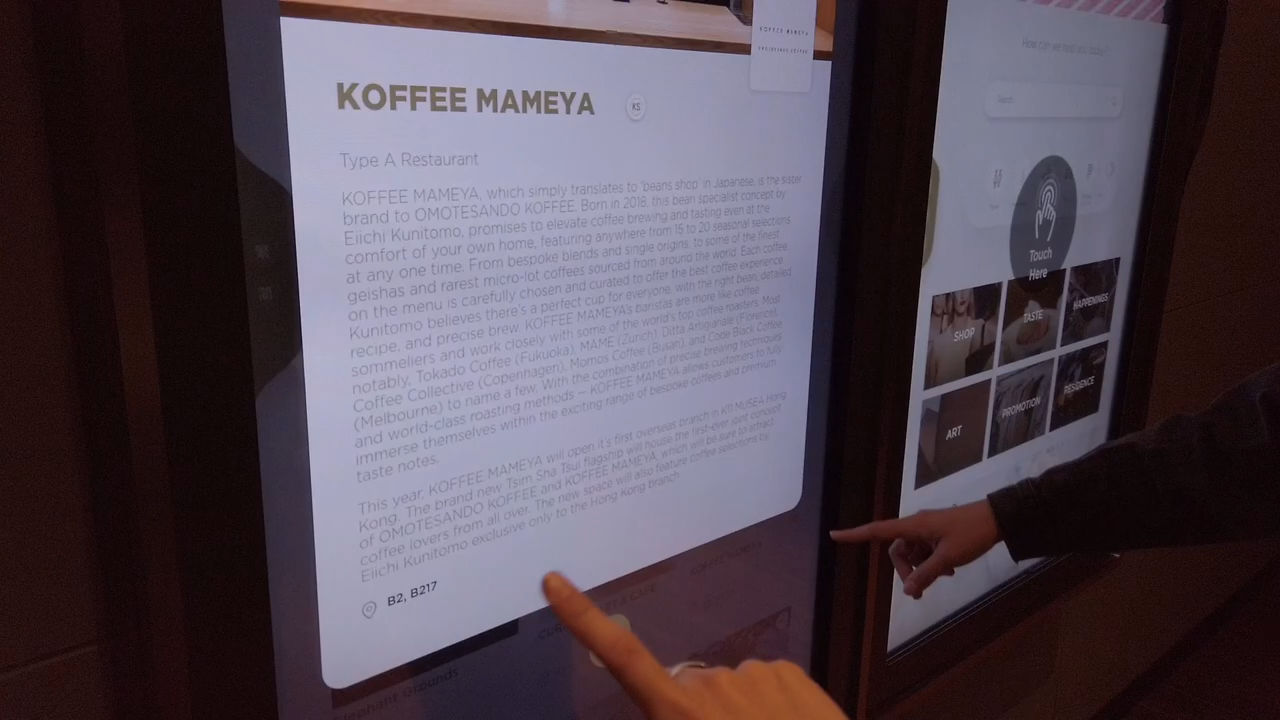 KOFFEE MAMEYA
KOFFEE MAMEYA
KS
Type A Restaurant
KOFFEE MAMEYA, which simply translates to 'beans shop' in Japanese, is the sister
brand to OMOTESANDO KOFFEE. Born in 2018, this bean specialist concept by
Eiichi Kunitomo, promises to elevate coffee brewing and tasting even at the
comfort of your own home, featuring anywhere from 15 to 20 seasonal selections
at any one time. From bespoke blends and single origins, to some of the finest
geishas and rarest micro-lot coffees sourced from around the world. Each coffee
on the menu is carefully chosen and curated to offer the best coffee experience.
Kunitomo believes there's a perfect cup for everyone, with the right bean, detailed
recipe, and precise brew. KOFFEE MAMEYA's baristas are more like coffee
sommeliers and work closely with some of the world's top coffee roasters. Most
notably, Tokado Coffee (Fukuoka), MAME (Zurich), Ditta Artigianale (Florence),
Coffee Collective (Copenhagen), Momos Coffee (Busan), and Code Black Coffee
(Melbourne) to name a few. With the combination of precise brewing techniques
and world-class roasting methods — KOFFEE MAMEYA allows customers to fully
immerse themselves within the exciting range of bespoke coffees and premium
taste notes.
This year, KOFFEE MAMEYA will open it's first overseas branch in K11 MUSEA Hong
Kong. The brand new Tsim Sha Tsui flagship will house the first-ever joint concept
of OMOTESANDO KOFFEE and KOFFEE MAMEYA, which will be sure to attract
coffee lovers from all over. The new space will also feature coffee selections by
Eiichi Kunitomo exclusive only to the Hong Kong branch.
B2, B217
Elephant Grounds
How can we help you today?
Search
Touch
Here
SHOP
TASTE
HAPPENINGS
ART
PROMOTION
RESIDENCE